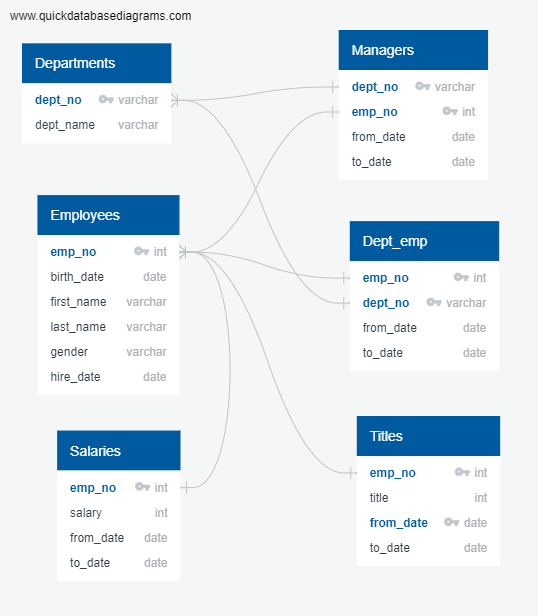 www.quickdatabasediagrams.com
Departments
dept_no varchar
dept_name varchar
Managers
dept_no varchar
emp_no int
from_date date
to_date date
Employees
emp_no int
birth_date date
first_name varchar
last_name varchar
gender varchar
hire_date date
Dept_emp
emp_no int
dept_no varchar
from_date date
to_date date
Salaries
emp_no int
salary int
from_date date
to_date date
Titles
emp_no int
title int
from_date date
to_date date